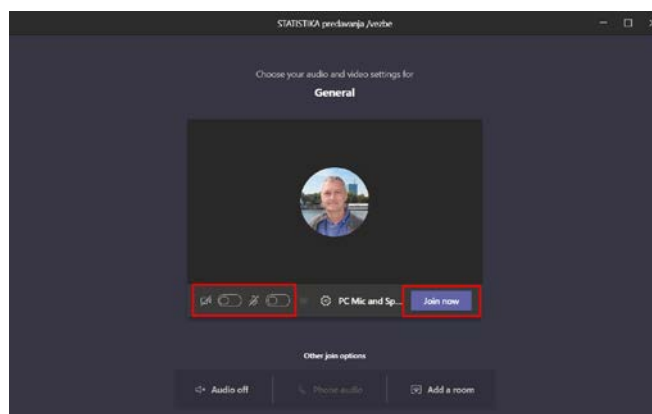 STATISTIKA predavanja /vezbe
Choose your audio and video settings for
General
PC Mic and Sp...
Join now
Other join options
Audio off
Phone audio
Add a room